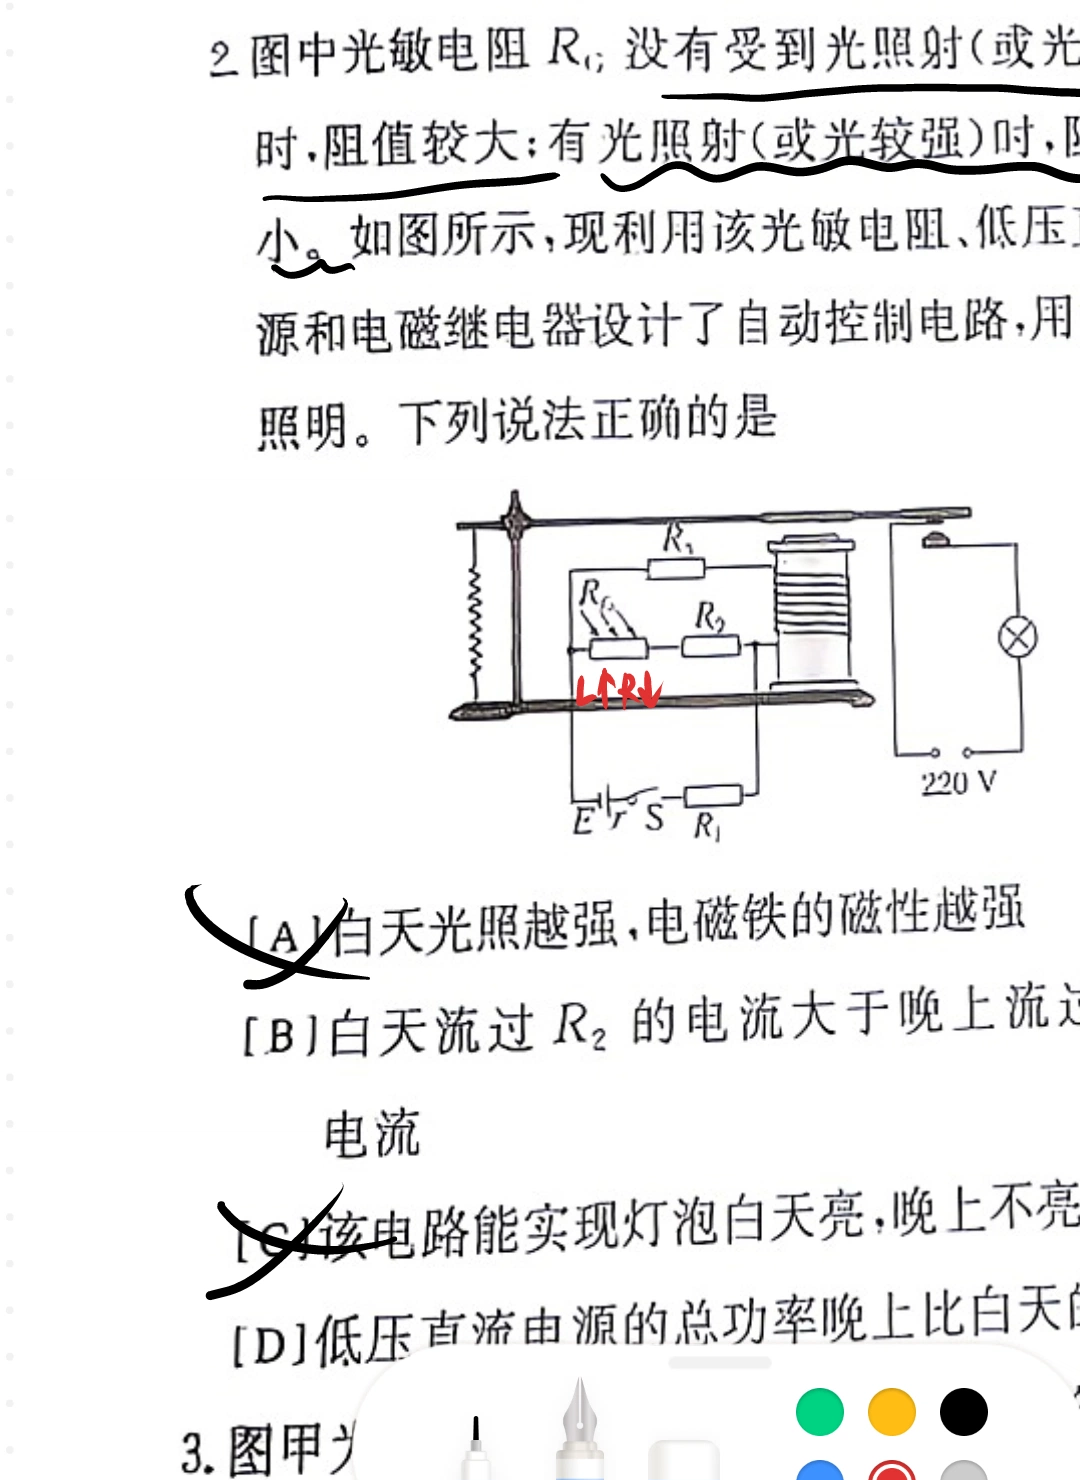 2 图中光敏电阻 RG 没有受到光照射(或光
时,阻值较大;有光照射(或光较强)时,
小。如图所示,现利用该光敏电阻、低压
源和电磁继电器设计了自动控制电路,用
照明。下列说法正确的是
R3
RG
R2
L↑R↓
220 V
E r S R1
[A]白天光照越强,电磁铁的磁性越强
[B]白天流过 R2 的电流大于晚上流过
电流
[C]该电路能实现灯泡白天亮,晚上不亮
[D]低压直流电源的总功率晚上比白天的
3.图甲为